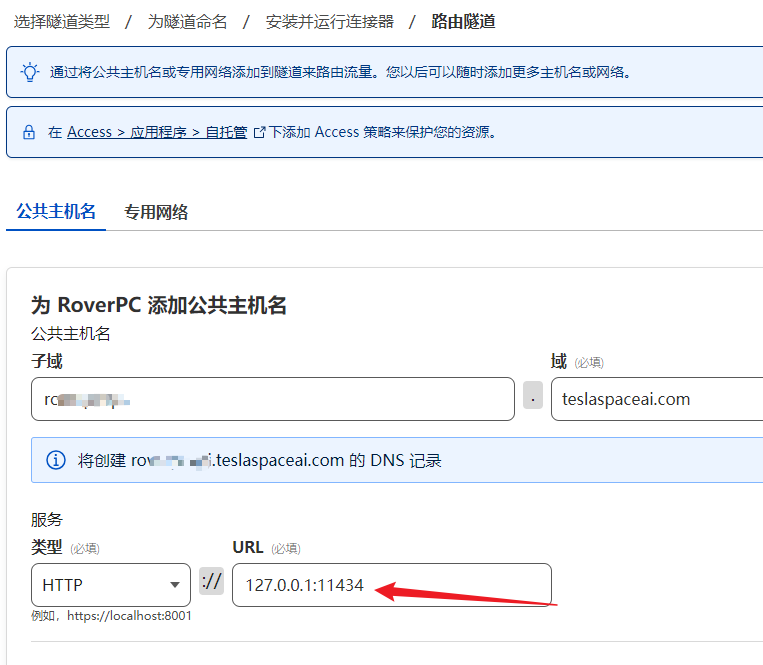 选择隧道类型 / 为隧道命名 / 安装并运行连接器 / 路由隧道
通过将公共主机名或专用网络添加到隧道来路由流量。您以后可以随时添加更多主机名或网络。
在 Access > 应用程序 > 自托管 下添加 Access 策略来保护您的资源。
公共主机名 专用网络
为 RoverPC 添加公共主机名
公共主机名
子域 域 (必填)
. teslaspaceai.com
将创建 .teslaspaceai.com 的 DNS 记录
服务
类型 (必填) URL (必填)
HTTP :// 127.0.0.1:11434
例如，https://localhost:8001